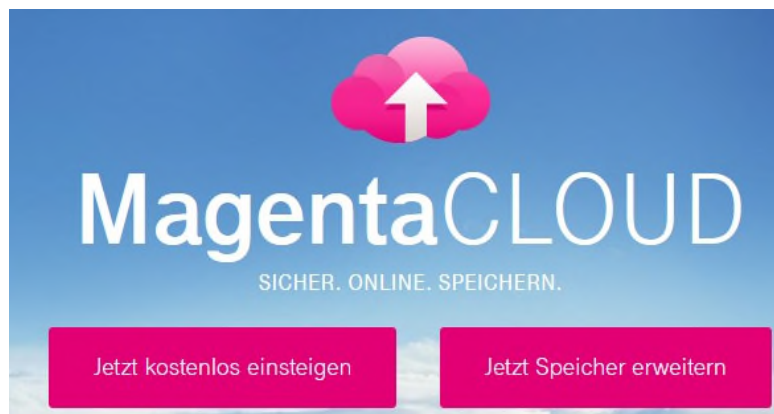 MagentaCLOUD
SICHER. ONLINE. SPEICHERN.
Jetzt kostenlos einsteigen
Jetzt Speicher erweitern